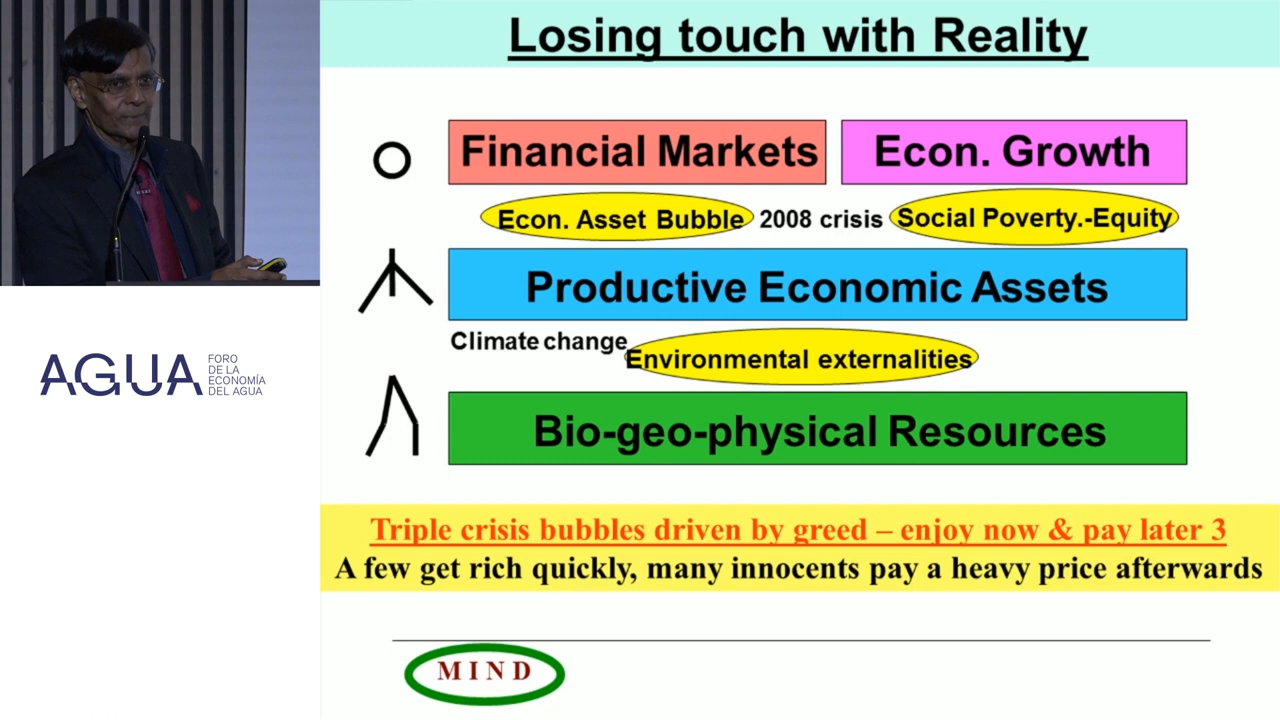 Losing touch with Reality
Financial Markets
Econ. Growth
Econ. Asset Bubble
2008 crisis
Social Poverty.-Equity
Productive Economic Assets
Climate change
Environmental externalities
Bio-geo-physical Resources
Triple crisis bubbles driven by greed – enjoy now & pay later 3
A few get rich quickly, many innocents pay a heavy price afterwards
M I N D
AGUA
FORO
DE LA
ECONOMÍA
DEL AGUA